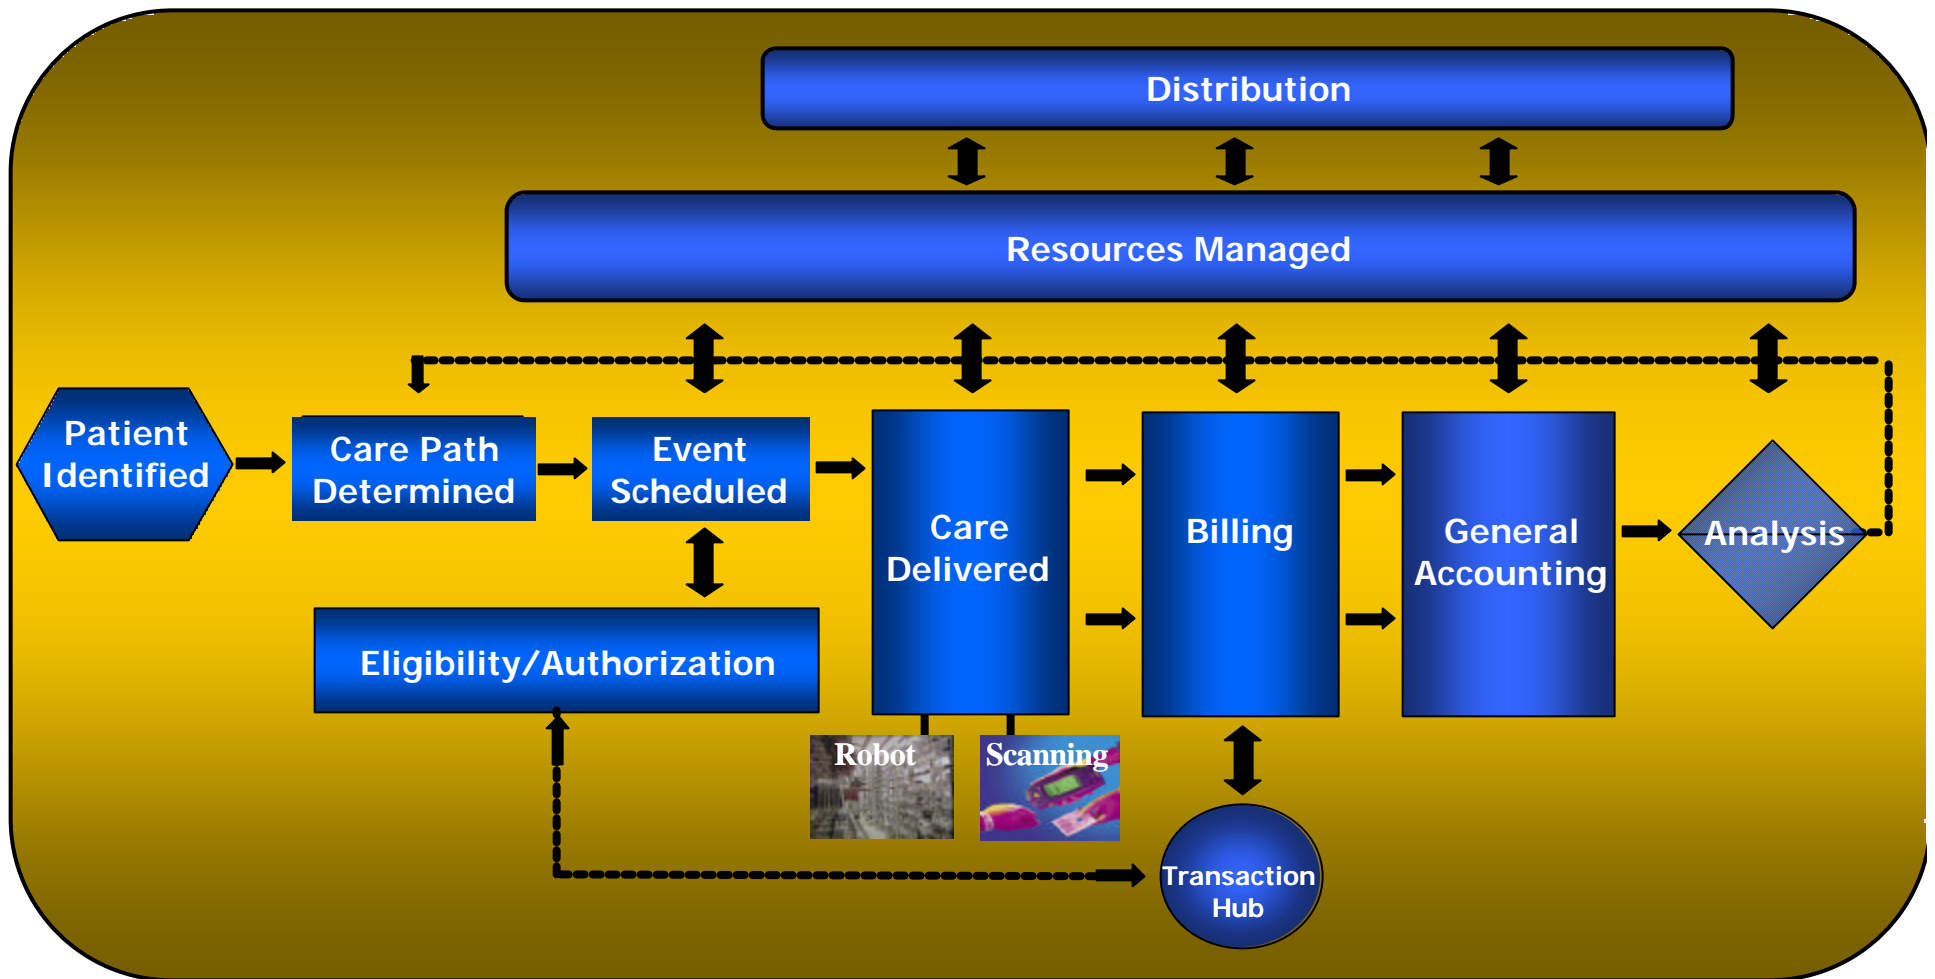 Distribution
Resources Managed
Patient
Identified
Care Path
Determined
Event
Scheduled
Care
Delivered
Billing
General
Accounting
Analysis
Eligibility/Authorization
Robot
Scanning
Transaction
Hub